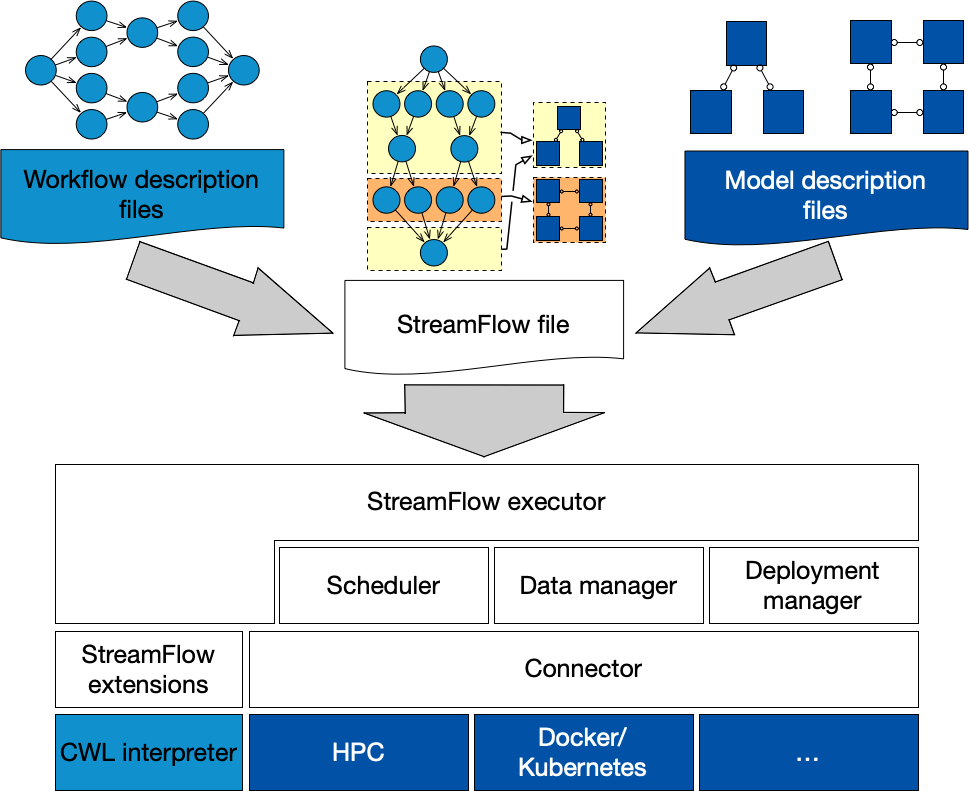 Workflow description
files
Model description
files
StreamFlow file
StreamFlow executor
Scheduler
Data manager
Deployment
manager
StreamFlow
extensions
Connector
CWL interpreter
HPC
Docker/
Kubernetes
...